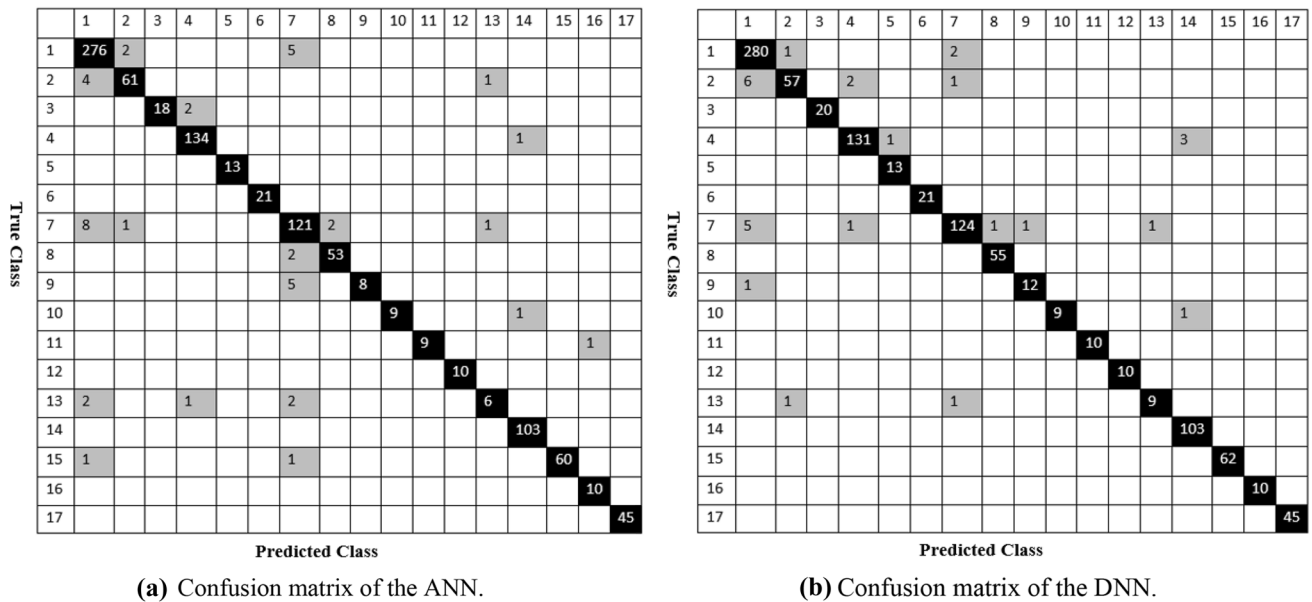 1 2 3 4 5 6 7 8 9 10 11 12 13 14 15 16 17
1 276 2 5
2 4 61 1
3 18 2
4 134 1
5 13
6 21
7 8 1 121 2 1
8 2 53
9 5 8
10 9 1
11 9 1
12 10
13 2 1 2 6
14 103
15 1 1 60
16 10
17 45
True Class
Predicted Class
(a) Confusion matrix of the ANN.
1 2 3 4 5 6 7 8 9 10 11 12 13 14 15 16 17
1 280 1 2
2 6 57 2 1
3 20
4 131 1 3
5 13
6 21
7 5 1 124 1 1 1
8 55
9 1 12
10 9 1
11 10
12 10
13 1 1 9
14 103
15 62
16 10
17 45
True Class
Predicted Class
(b) Confusion matrix of the DNN.